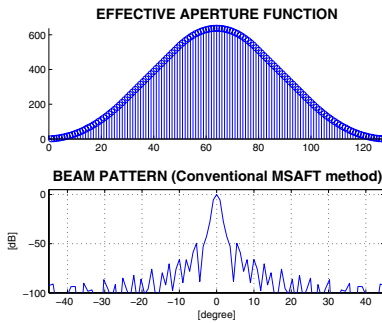 EFFECTIVE APERTURE FUNCTION
600
400
200
0
0 20 40 60 80 100 120
BEAM PATTERN (Conventional MSAFT method)
0
−50
−100
[dB]
−40 −30 −20 −10 0 10 20 30 40
[degree]